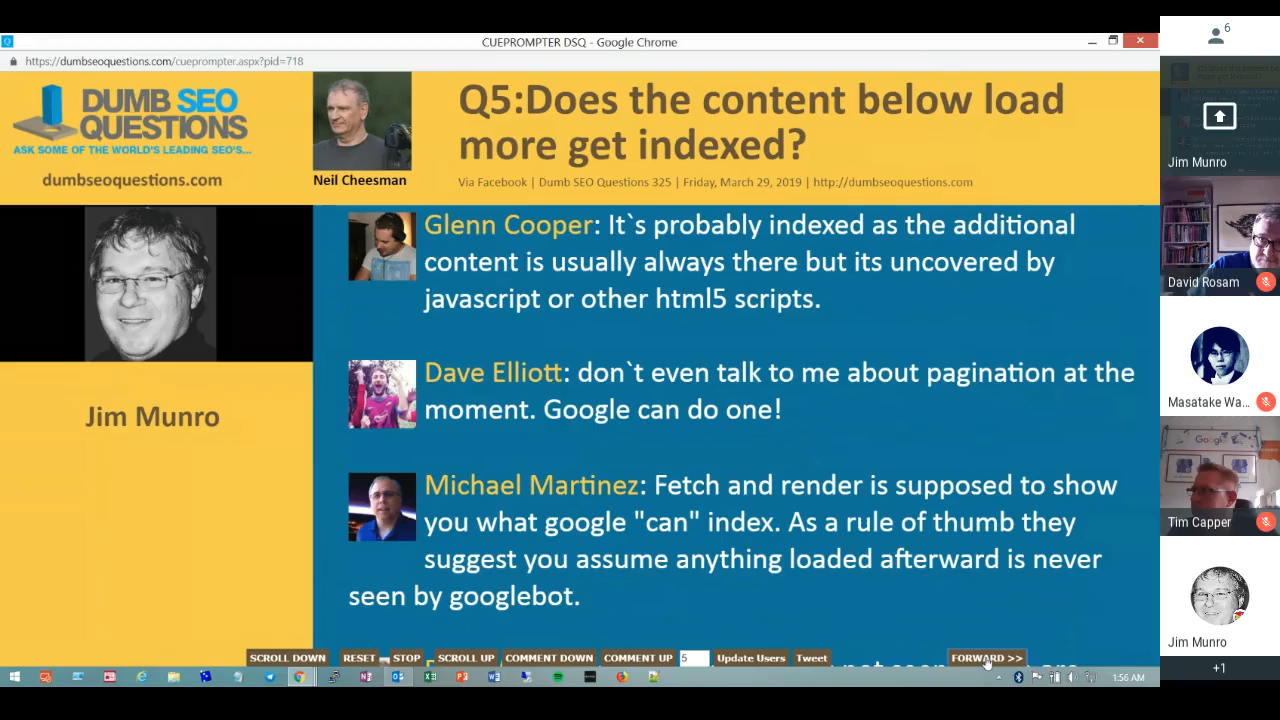 CUEPROMPTER DSQ - Google Chrome
https://dumbseoquestions.com/cueprompter.aspx?pid=718
DUMB SEO
QUESTIONS
ASK SOME OF THE WORLD'S LEADING SEO'S...
dumbseoquestions.com
Neil Cheesman
Q5:Does the content below load
more get indexed?
Via Facebook | Dumb SEO Questions 325 | Friday, March 29, 2019 | http://dumbseoquestions.com
Jim Munro
Glenn Cooper: It`s probably indexed as the additional
content is usually always there but its uncovered by
javascript or other html5 scripts.
Dave Elliott: don`t even talk to me about pagination at the
moment. Google can do one!
Michael Martinez: Fetch and render is supposed to show
you what google "can" index. As a rule of thumb they
suggest you assume anything loaded afterward is never
seen by googlebot.
SCROLL DOWN RESET STOP SCROLL UP COMMENT DOWN COMMENT UP 5 Update Users Tweet FORWARD >>
1:56 AM
6
Jim Munro
David Rosam
Masatake Wa...
Google
Tim Capper
Jim Munro
+1